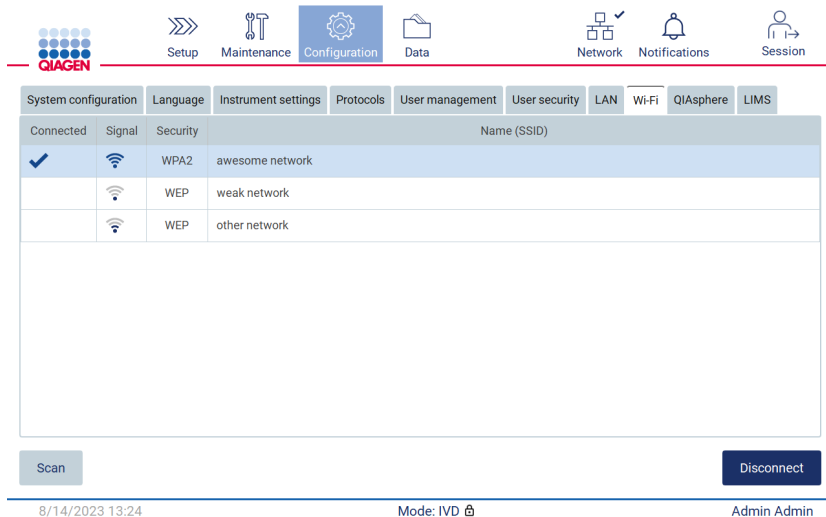 QIAGEN
Setup Maintenance Configuration Data Network Notifications Session
System configuration Language Instrument settings Protocols User management User security LAN Wi-Fi QIAsphere LIMS
Connected Signal Security Name (SSID)
WPA2 awesome network
WEP weak network
WEP other network
Scan Disconnect
8/14/2023 13:24 Mode: IVD Admin Admin